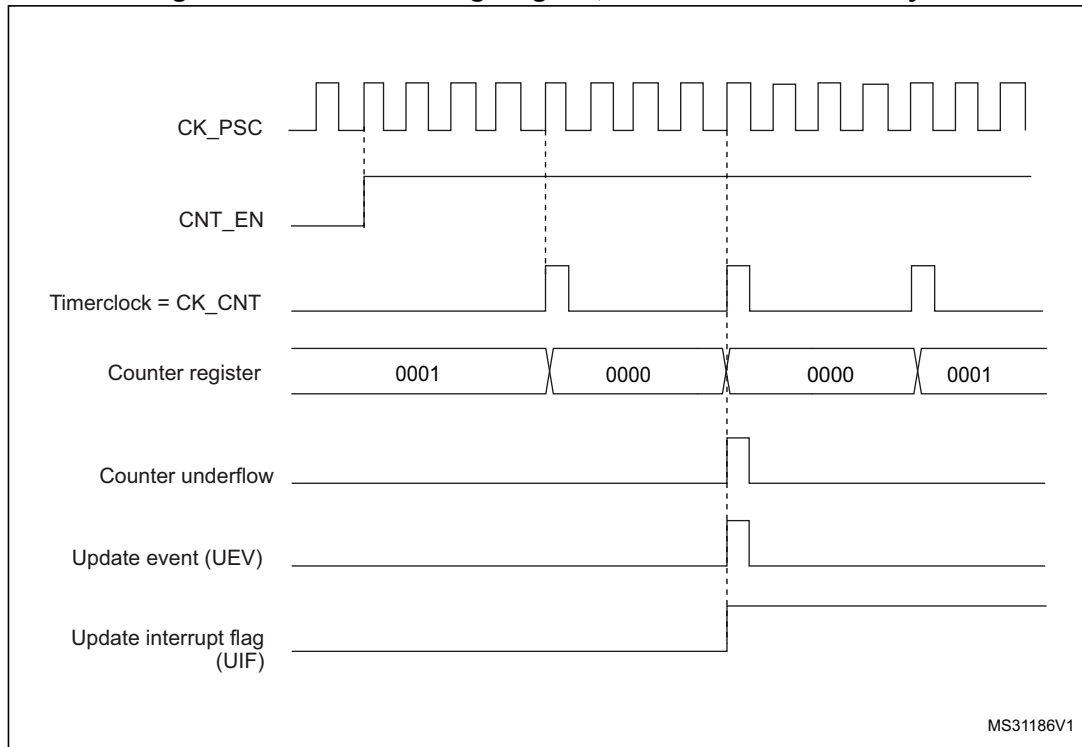 CK_PSC
CNT_EN
Timerclock = CK_CNT
Counter register 0001 0000 0000 0001
Counter underflow
Update event (UEV)
Update interrupt flag
(UIF)
MS31186V1